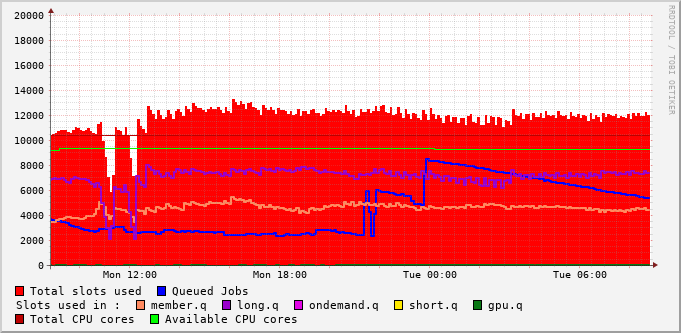 RRDTOOL / TOBI OETIKER
20000
18000
16000
14000
12000
10000
8000
6000
4000
2000
0
Mon 12:00 Mon 18:00 Tue 00:00 Tue 06:00
Total slots used Queued Jobs
Slots used in : member.q long.q ondemand.q short.q gpu.q
Total CPU cores Available CPU cores